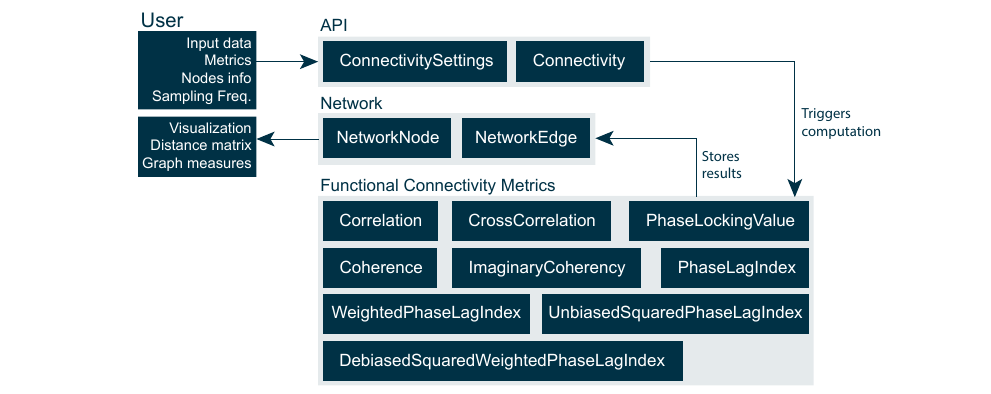 User
Input data
Metrics
Nodes info
Sampling Freq.
Visualization
Distance matrix
Graph measures
API
ConnectivitySettings
Connectivity
Triggers
computation
Network
NetworkNode
NetworkEdge
Stores
results
Functional Connectivity Metrics
Correlation
CrossCorrelation
PhaseLockingValue
Coherence
ImaginaryCoherency
PhaseLagIndex
WeightedPhaseLagIndex
UnbiasedSquaredPhaseLagIndex
DebiasedSquaredWeightedPhaseLagIndex